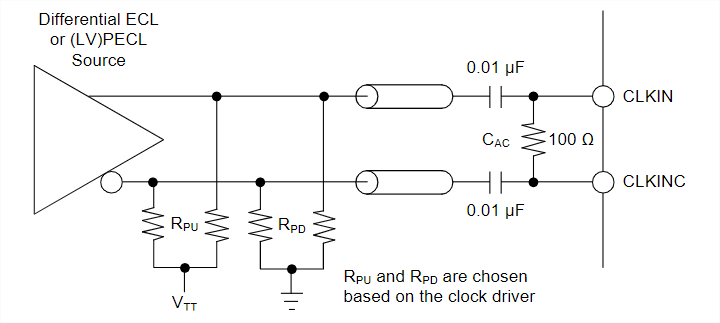 Differential ECL
or (LV)PECL
Source
0.01 µF
CLKIN
CAC
100 Ω
CLKINC
0.01 µF
RPU
RPD
VTT
RPU and RPD are chosen
based on the clock driver